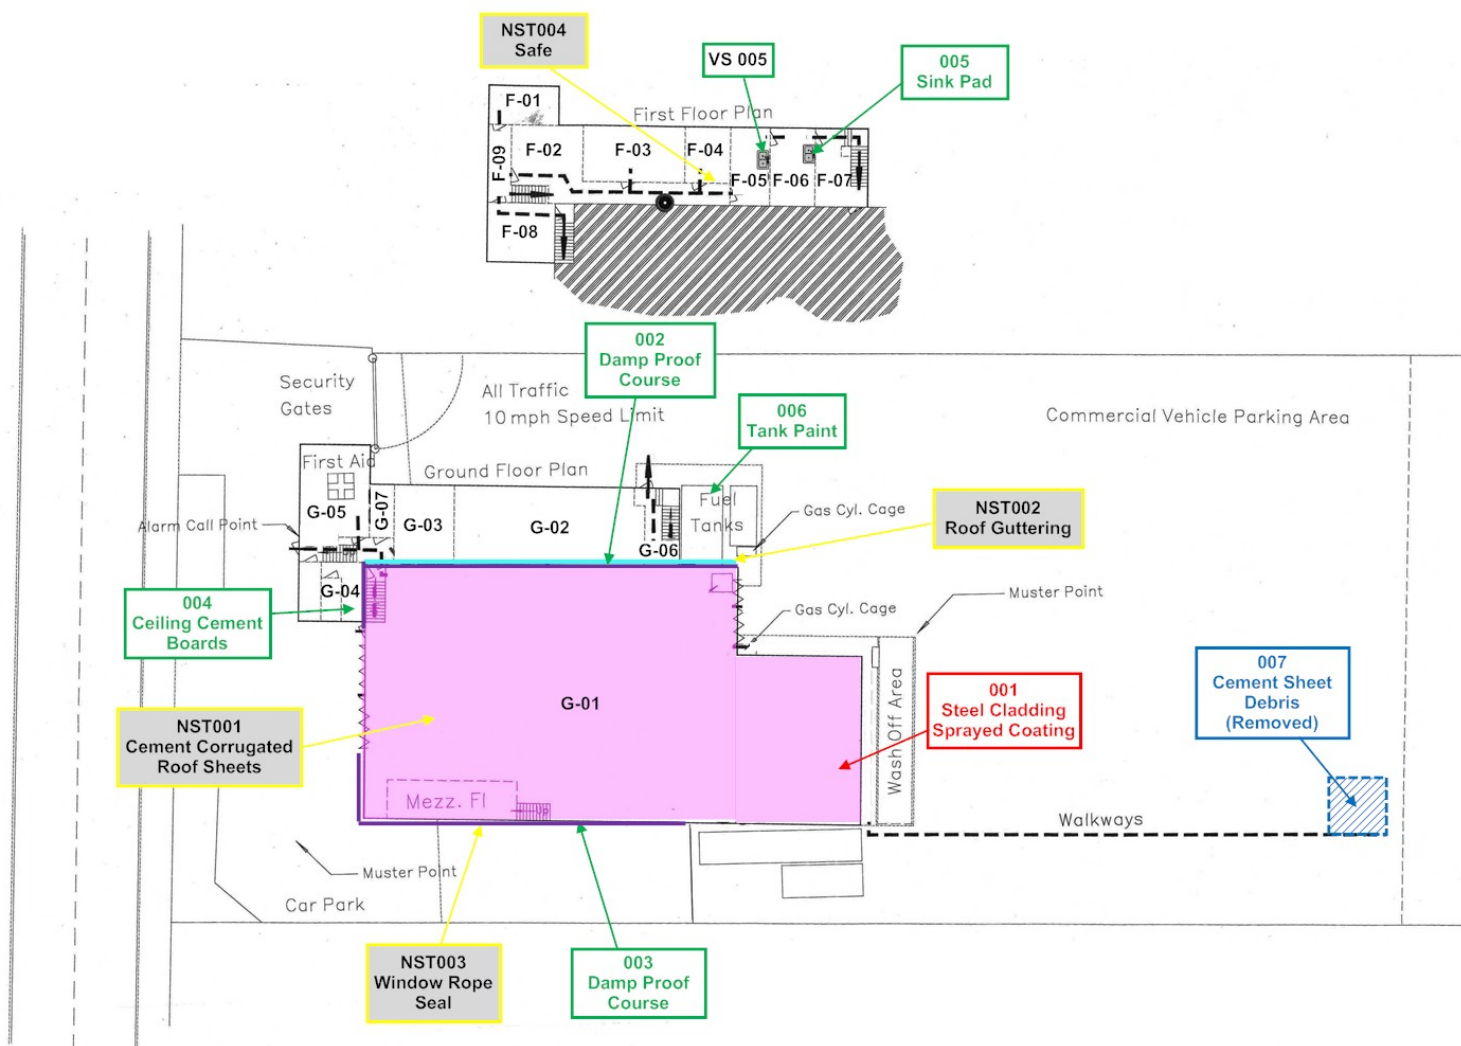 NST004
Safe
VS 005
005
Sink Pad
F-01
First Floor Plan
F-09
F-02
F-03
F-04
F-05
F-06
F-07
F-08
002
Damp Proof
Course
Security
Gates
All Traffic
10 mph Speed Limit
006
Tank Paint
Commercial Vehicle Parking Area
First Aid
Ground Floor Plan
G-05
G-07
G-03
G-02
G-06
Fuel
Tanks
Gas Cyl. Cage
NST002
Roof Guttering
Alarm Call Point
G-04
004
Ceiling Cement
Boards
Gas Cyl. Cage
Muster Point
NST001
Cement Corrugated
Roof Sheets
G-01
001
Steel Cladding
Sprayed Coating
Wash Off Area
007
Cement Sheet
Debris
(Removed)
Mezz. Fl
Up
Walkways
Muster Point
Car Park
NST003
Window Rope
Seal
003
Damp Proof
Course